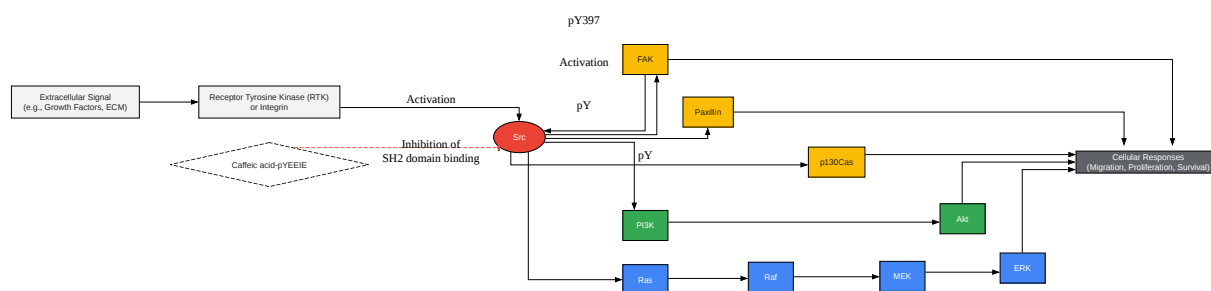 pY397
FAK
Activation
Extracellular Signal
(e.g., Growth Factors, ECM)
Receptor Tyrosine Kinase (RTK)
or Integrin
Activation
pY
Paxillin
Src
Inhibition of
SH2 domain binding
Caffeic acid-pYEEIE
pY
p130Cas
Cellular Responses
(Migration, Proliferation, Survival)
PI3K
Akt
Ras
Raf
MEK
ERK